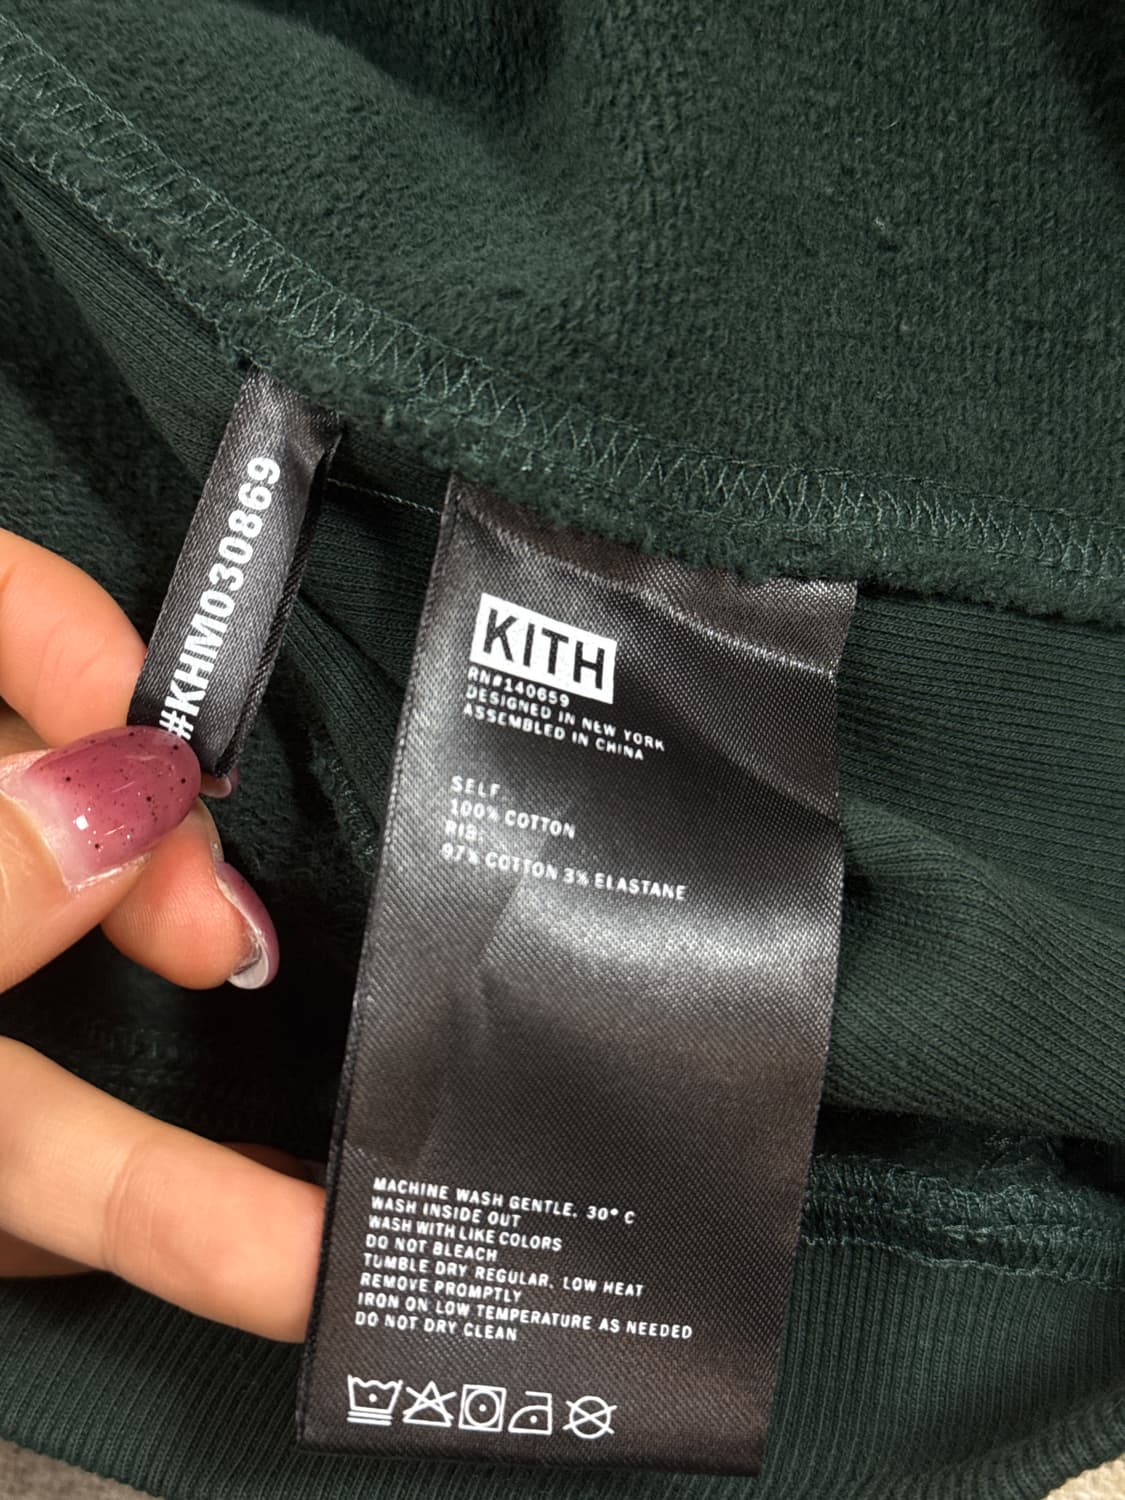 #KHM030869
KITH
RN#140659
DESIGNED IN NEW YORK
ASSEMBLED IN CHINA
SELF
100% COTTON
RIB:
97% COTTON 3% ELASTANE
MACHINE WASH GENTLE. 30° C
WASH INSIDE OUT
WASH WITH LIKE COLORS
DO NOT BLEACH
TUMBLE DRY REGULAR, LOW HEAT
REMOVE PROMPTLY
IRON ON LOW TEMPERATURE AS NEEDED
DO NOT DRY CLEAN